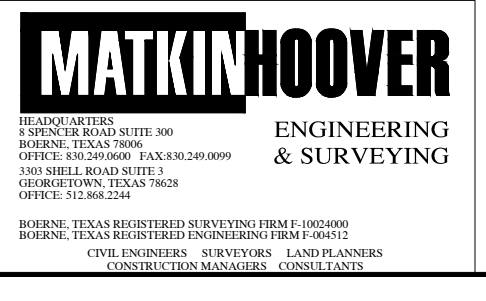 MATKINHOOVER
ENGINEERING
& SURVEYING
HEADQUARTERS
8 SPENCER ROAD SUITE 300
BOERNE, TEXAS 78006
OFFICE: 830.249.0600 FAX:830.249.0099
3303 SHELL ROAD SUITE 3
GEORGETOWN, TEXAS 78628
OFFICE: 512.868.2244
BOERNE, TEXAS REGISTERED SURVEYING FIRM F-10024000
BOERNE, TEXAS REGISTERED ENGINEERING FIRM F-004512
CIVIL ENGINEERS SURVEYORS LAND PLANNERS
CONSTRUCTION MANAGERS CONSULTANTS